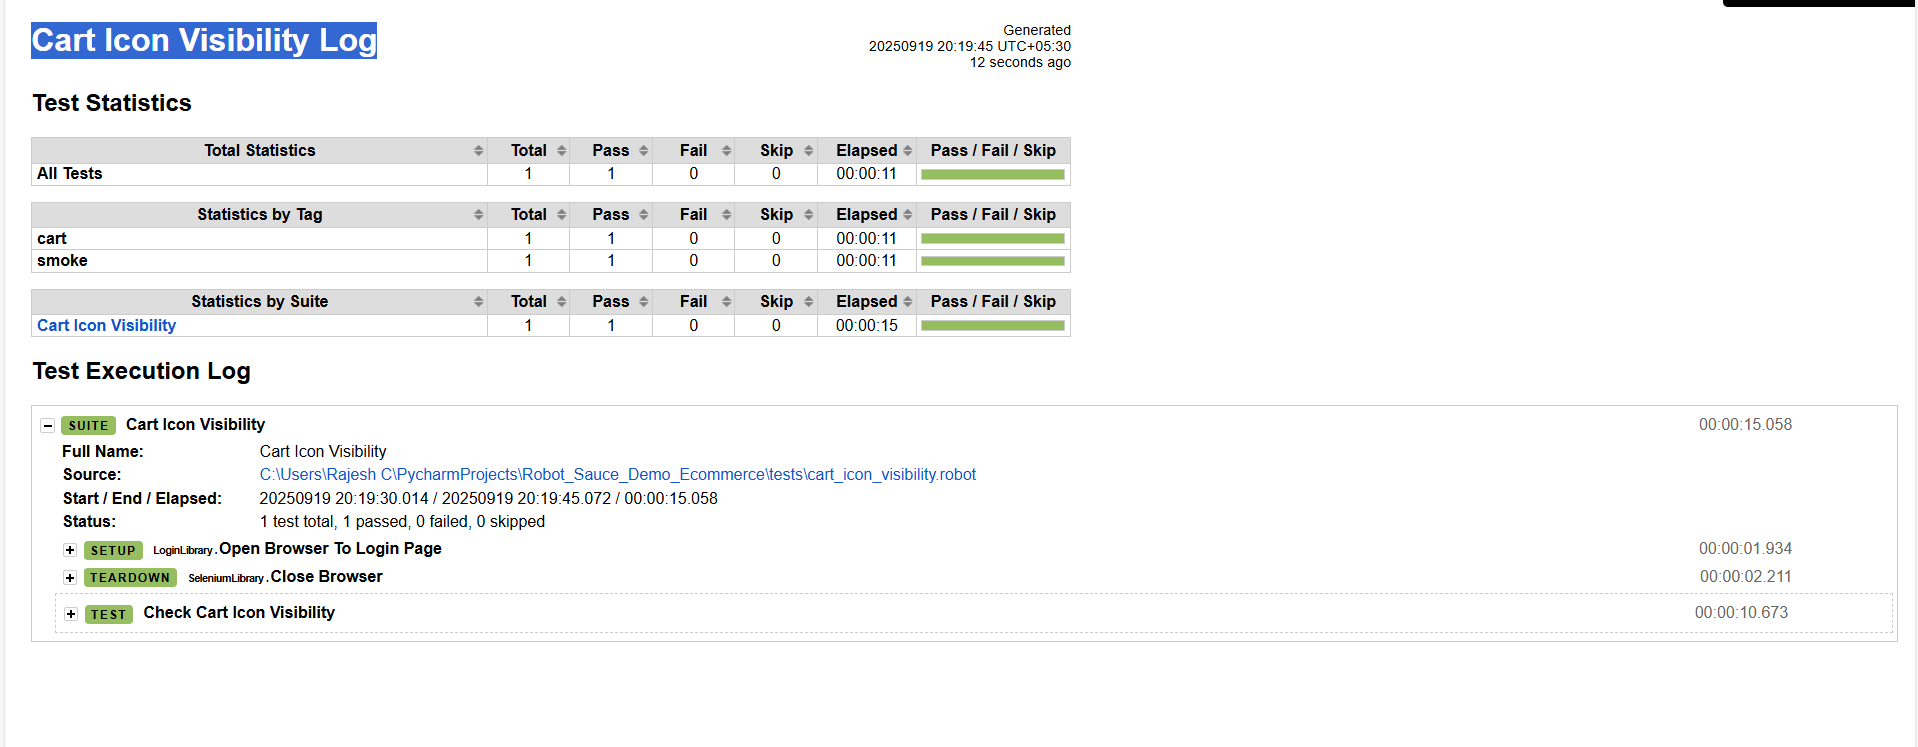 Cart Icon Visibility Log
Generated
20250919 20:19:45 UTC+05:30
12 seconds ago
Test Statistics
Total Statistics Total Pass Fail Skip Elapsed Pass / Fail / Skip
All Tests 1 1 0 0 00:00:11
Statistics by Tag Total Pass Fail Skip Elapsed Pass / Fail / Skip
cart 1 1 0 0 00:00:11
smoke 1 1 0 0 00:00:11
Statistics by Suite Total Pass Fail Skip Elapsed Pass / Fail / Skip
Cart Icon Visibility 1 1 0 0 00:00:15
Test Execution Log
SUITE Cart Icon Visibility 00:00:15.058
Full Name: Cart Icon Visibility
Source: C:\Users\Rajesh C\PycharmProjects\Robot_Sauce_Demo_Ecommerce\tests\cart_icon_visibility.robot
Start / End / Elapsed: 20250919 20:19:30.014 / 20250919 20:19:45.072 / 00:00:15.058
Status: 1 test total, 1 passed, 0 failed, 0 skipped
SETUP LoginLibrary.Open Browser To Login Page 00:00:01.934
TEARDOWN SeleniumLibrary.Close Browser 00:00:02.211
TEST Check Cart Icon Visibility 00:00:10.673